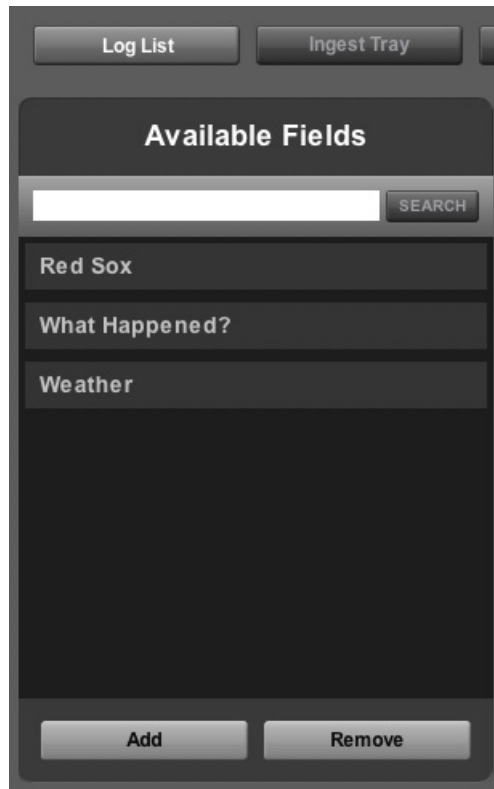 Log List Ingest Tray
Available Fields
SEARCH
Red Sox
What Happened?
Weather
Add Remove